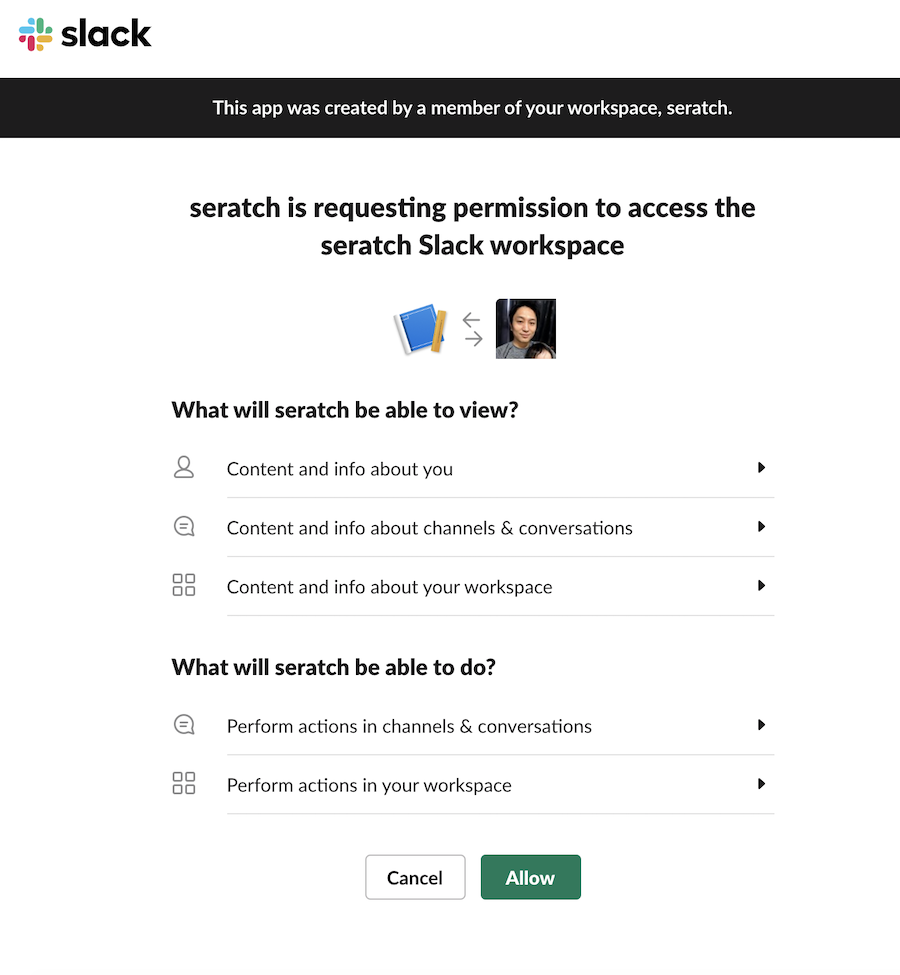 slack
This app was created by a member of your workspace, seratch.
seratch is requesting permission to access the
seratch Slack workspace
What will seratch be able to view?
Content and info about you
Content and info about channels & conversations
Content and info about your workspace
What will seratch be able to do?
Perform actions in channels & conversations
Perform actions in your workspace
Cancel
Allow